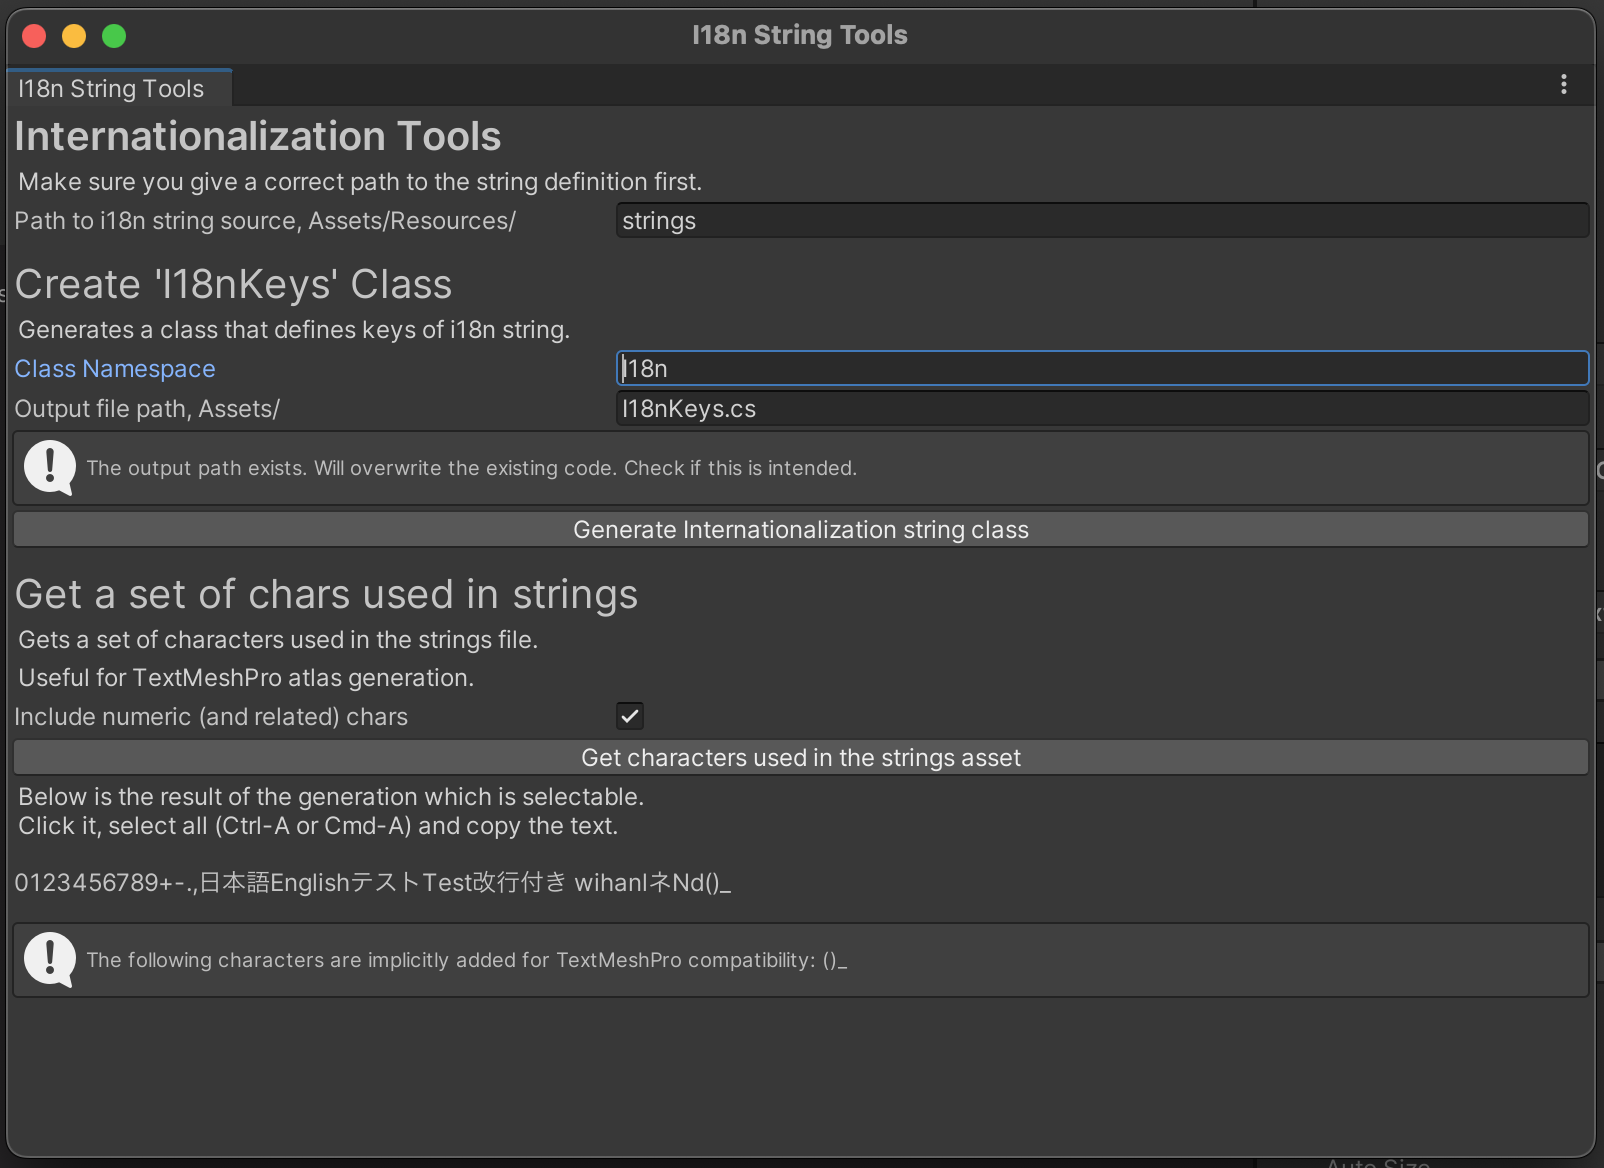 I18n String Tools
I18n String Tools
Internationalization Tools
Make sure you give a correct path to the string definition first.
Path to i18n string source, Assets/Resources/ strings
Create 'I18nKeys' Class
Generates a class that defines keys of i18n string.
Class Namespace I18n
Output file path, Assets/ I18nKeys.cs
The output path exists. Will overwrite the existing code. Check if this is intended.
Generate Internationalization string class
Get a set of chars used in strings
Gets a set of characters used in the strings file.
Useful for TextMeshPro atlas generation.
Include numeric (and related) chars
Get characters used in the strings asset
Below is the result of the generation which is selectable.
Click it, select all (Ctrl-A or Cmd-A) and copy the text.
0123456789+-.,日本語EnglishテストTest改行付き wihanIネNd()_
The following characters are implicitly added for TextMeshPro compatibility: ()_
Auto Size